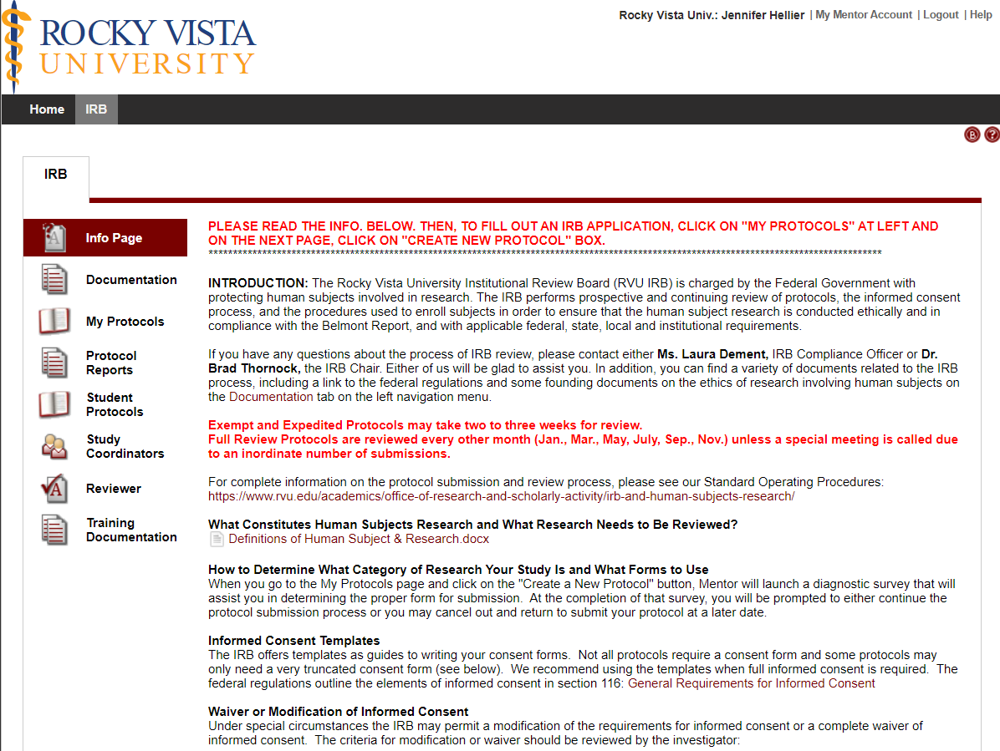 ROCKY VISTA
UNIVERSITY
Rocky Vista Univ.: Jennifer Hellier | My Mentor Account | Logout | Help
Home IRB
B ?
IRB
Info Page
Documentation
My Protocols
Protocol
Reports
Student
Protocols
Study
Coordinators
Reviewer
Training
Documentation
PLEASE READ THE INFO. BELOW. THEN, TO FILL OUT AN IRB APPLICATION, CLICK ON "MY PROTOCOLS" AT LEFT AND
ON THE NEXT PAGE, CLICK ON "CREATE NEW PROTOCOL" BOX.
******************************************************************************************************************************************
INTRODUCTION: The Rocky Vista University Institutional Review Board (RVU IRB) is charged by the Federal Government with
protecting human subjects involved in research. The IRB performs prospective and continuing review of protocols, the informed consent
process, and the procedures used to enroll subjects in order to ensure that the human subject research is conducted ethically and in
compliance with the Belmont Report, and with applicable federal, state, local and institutional requirements.
If you have any questions about the process of IRB review, please contact either Ms. Laura Dement, IRB Compliance Officer or Dr.
Brad Thornock, the IRB Chair. Either of us will be glad to assist you. In addition, you can find a variety of documents related to the IRB
process, including a link to the federal regulations and some founding documents on the ethics of research involving human subjects on
the Documentation tab on the left navigation menu.
Exempt and Expedited Protocols may take two to three weeks for review.
Full Review Protocols are reviewed every other month (Jan., Mar., May, July, Sep., Nov.) unless a special meeting is called due
to an inordinate number of submissions.
For complete information on the protocol submission and review process, please see our Standard Operating Procedures:
https://www.rvu.edu/academics/office-of-research-and-scholarly-activity/irb-and-human-subjects-research/
What Constitutes Human Subjects Research and What Research Needs to Be Reviewed?
Definitions of Human Subject & Research.docx
How to Determine What Category of Research Your Study Is and What Forms to Use
When you go to the My Protocols page and click on the "Create a New Protocol" button, Mentor will launch a diagnostic survey that will
assist you in determining the proper form for submission. At the completion of that survey, you will be prompted to either continue the
protocol submission process or you may cancel out and return to submit your protocol at a later date.
Informed Consent Templates
The IRB offers templates as guides to writing your consent forms. Not all protocols require a consent form and some protocols may
only need a very truncated consent form (see below). We recommend using the templates when full informed consent is required. The
federal regulations outline the elements of informed consent in section 116: General Requirements for Informed Consent
Waiver or Modification of Informed Consent
Under special circumstances the IRB may permit a modification of the requirements for informed consent or a complete waiver of
informed consent. The criteria for modification or waiver should be reviewed by the investigator: